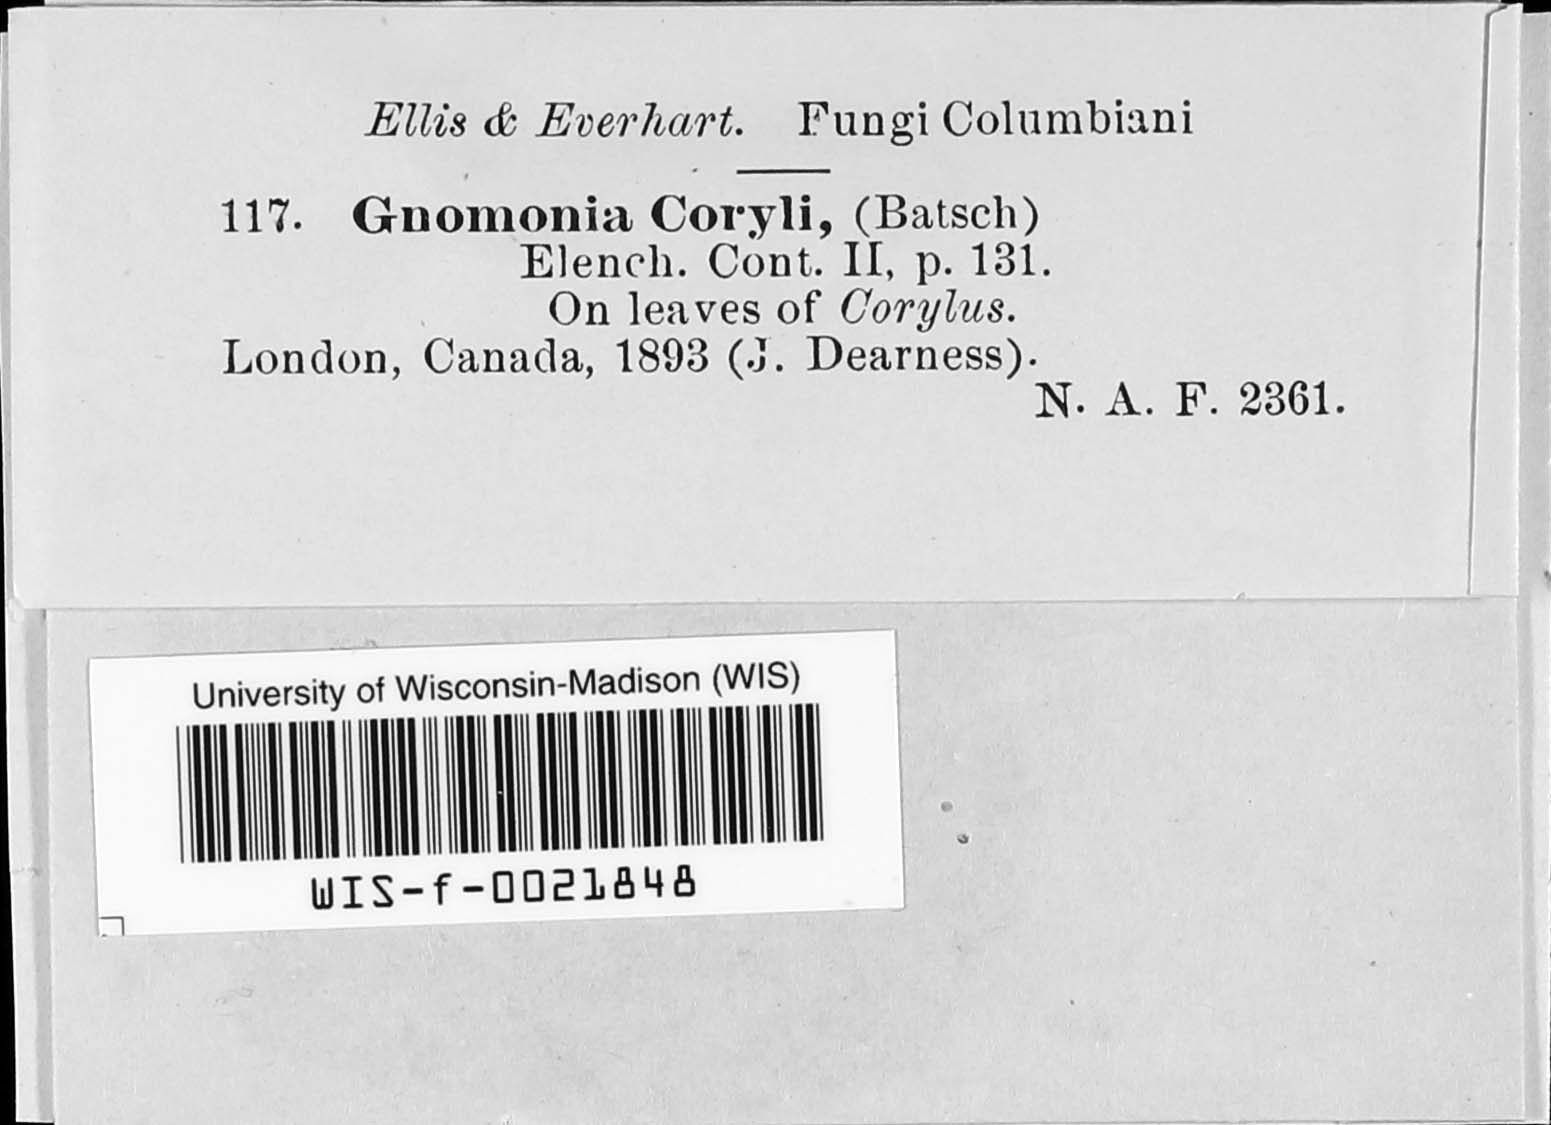 Ellis & Everhart. Fungi Columbiani
117. Gnomonia Coryli, (Batsch)
Elench. Cont. II, p. 131.
On leaves of Corylus.
London, Canada, 1893 (J. Dearness).
N. A. F. 2361.
University of Wisconsin-Madison (WIS)
WIS-f-0021848